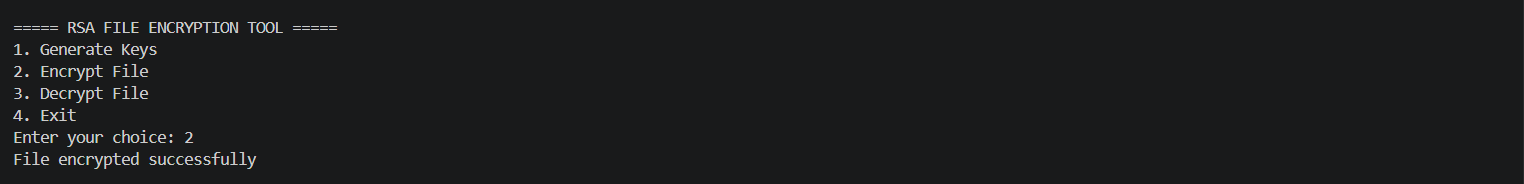 ===== RSA FILE ENCRYPTION TOOL =====
1. Generate Keys
2. Encrypt File
3. Decrypt File
4. Exit
Enter your choice: 2
File encrypted successfully